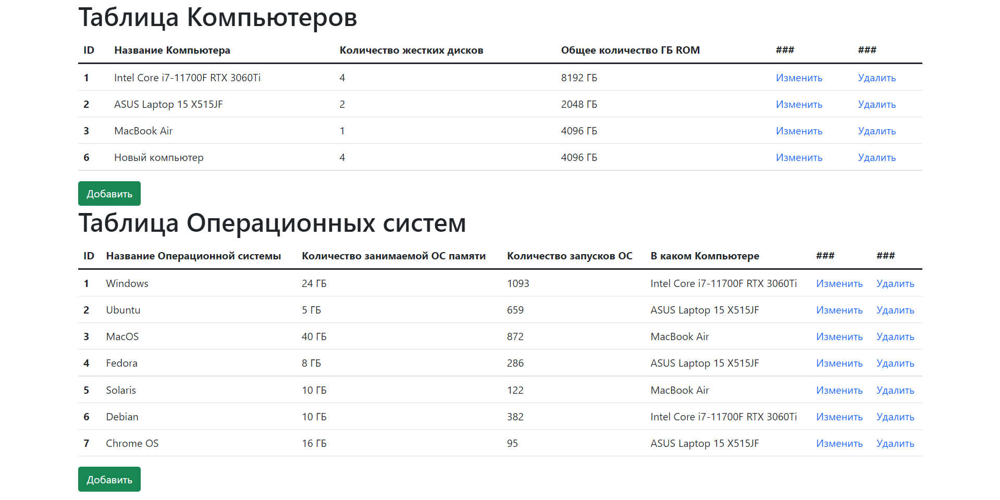 Таблица Компьютеров
ID Название Компьютера Количество жестких дисков Общее количество ГБ ROM ### ###
1 Intel Core i7-11700F RTX 3060Ti 4 8192 ГБ Изменить Удалить
2 ASUS Laptop 15 X515JF 2 2048 ГБ Изменить Удалить
3 MacBook Air 1 4096 ГБ Изменить Удалить
6 Новый компьютер 4 4096 ГБ Изменить Удалить
Добавить
Таблица Операционных систем
ID Название Операционной системы Количество занимаемой ОС памяти Количество запусков ОС В каком Компьютере ### ###
1 Windows 24 ГБ 1093 Intel Core i7-11700F RTX 3060Ti Изменить Удалить
2 Ubuntu 5 ГБ 659 ASUS Laptop 15 X515JF Изменить Удалить
3 MacOS 40 ГБ 872 MacBook Air Изменить Удалить
4 Fedora 8 ГБ 286 ASUS Laptop 15 X515JF Изменить Удалить
5 Solaris 10 ГБ 122 MacBook Air Изменить Удалить
6 Debian 10 ГБ 382 Intel Core i7-11700F RTX 3060Ti Изменить Удалить
7 Chrome OS 16 ГБ 95 ASUS Laptop 15 X515JF Изменить Удалить
Добавить